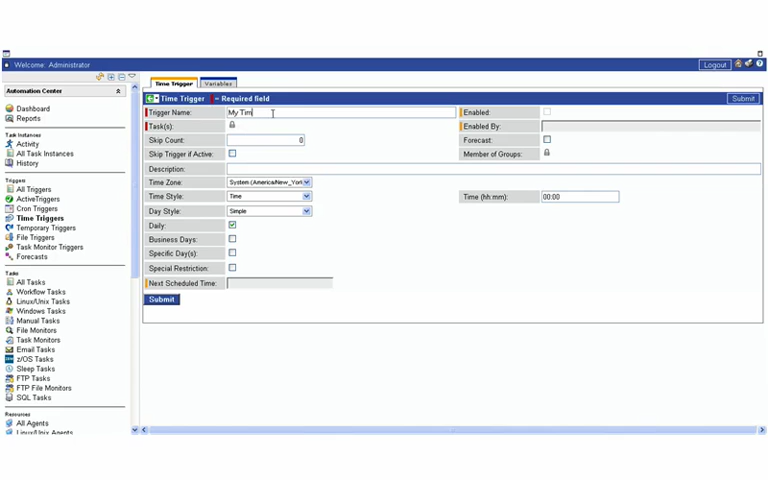 Welcome: Administrator
Logout
Automation Center
Dashboard
Reports
Task Instances
Activity
All Task Instances
History
Triggers
All Triggers
ActiveTriggers
Cron Triggers
Time Triggers
Temporary Triggers
File Triggers
Task Monitor Triggers
Forecasts
Tasks
All Tasks
Workflow Tasks
Linux/Unix Tasks
Windows Tasks
Manual Tasks
File Monitors
Task Monitors
Email Tasks
z/OS Tasks
Sleep Tasks
FTP Tasks
FTP File Monitors
SQL Tasks
Resources
All Agents
Linux/Unix Agents
Time Trigger
Variables
Time Trigger
= Required field
Submit
Trigger Name:
My Tim
Enabled:
Task(s):
Enabled By:
Skip Count:
0
Forecast:
Skip Trigger if Active:
Member of Groups:
Description:
Time Zone:
System (America/New_York
Time Style:
Time
Time (hh:mm):
00:00
Day Style:
Simple
Daily:
Business Days:
Specific Day(s):
Special Restriction:
Next Scheduled Time:
Submit